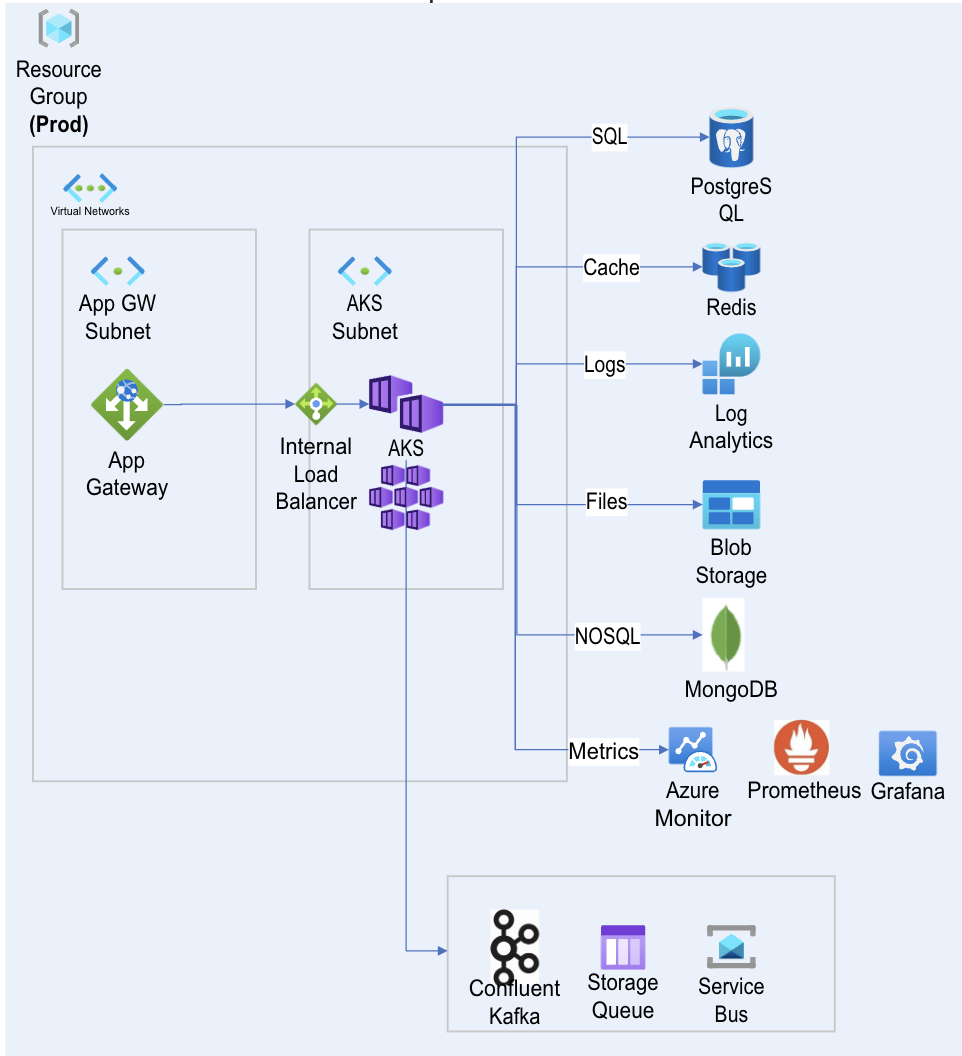 Resource
Group
(Prod)
Virtual Networks
App GW
Subnet
App
Gateway
AKS
Subnet
Internal
Load
Balancer
AKS
SQL
PostgreS
QL
Cache
Redis
Logs
Log
Analytics
Files
Blob
Storage
NOSQL
MongoDB
Metrics
Azure
Monitor
Prometheus
Grafana
Confluent
Kafka
Storage
Queue
Service
Bus